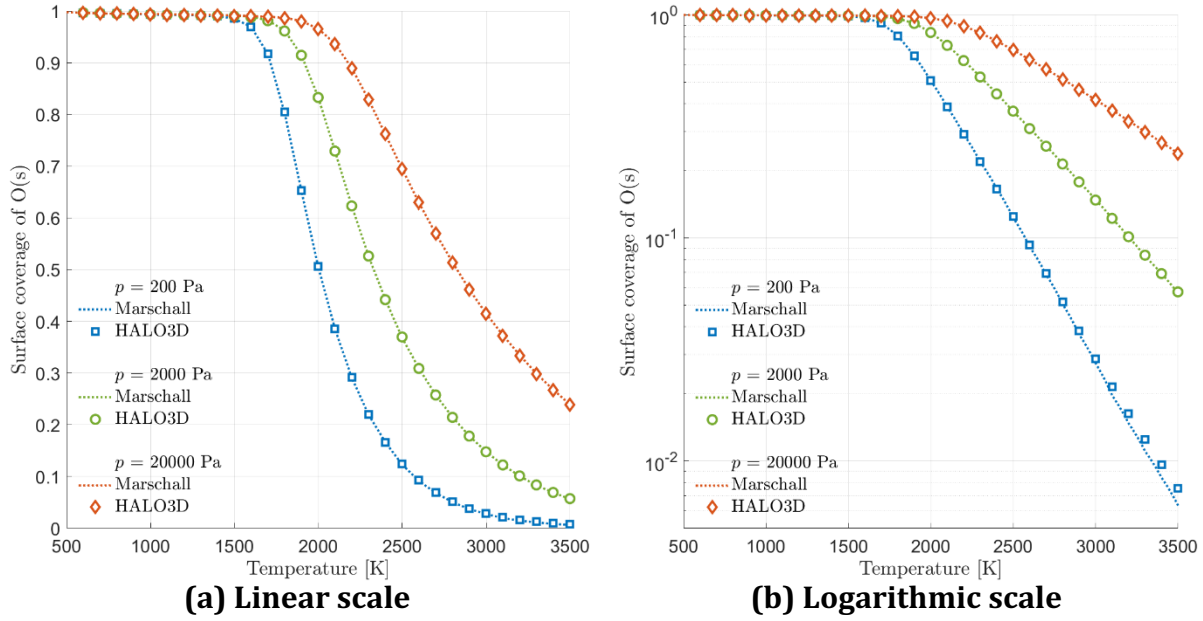 1
0.9
0.8
0.7
0.6
0.5
0.4
0.3
0.2
0.1
0
Surface coverage of O(s)
p = 200 Pa
Marschall
HALO3D
p = 2000 Pa
Marschall
HALO3D
p = 20000 Pa
Marschall
HALO3D
500 1000 1500 2000 2500 3000 3500
Temperature [K]
(a) Linear scale
10^0
10^-1
10^-2
Surface coverage of O(s)
p = 200 Pa
Marschall
HALO3D
p = 2000 Pa
Marschall
HALO3D
p = 20000 Pa
Marschall
HALO3D
500 1000 1500 2000 2500 3000 3500
Temperature [K]
(b) Logarithmic scale